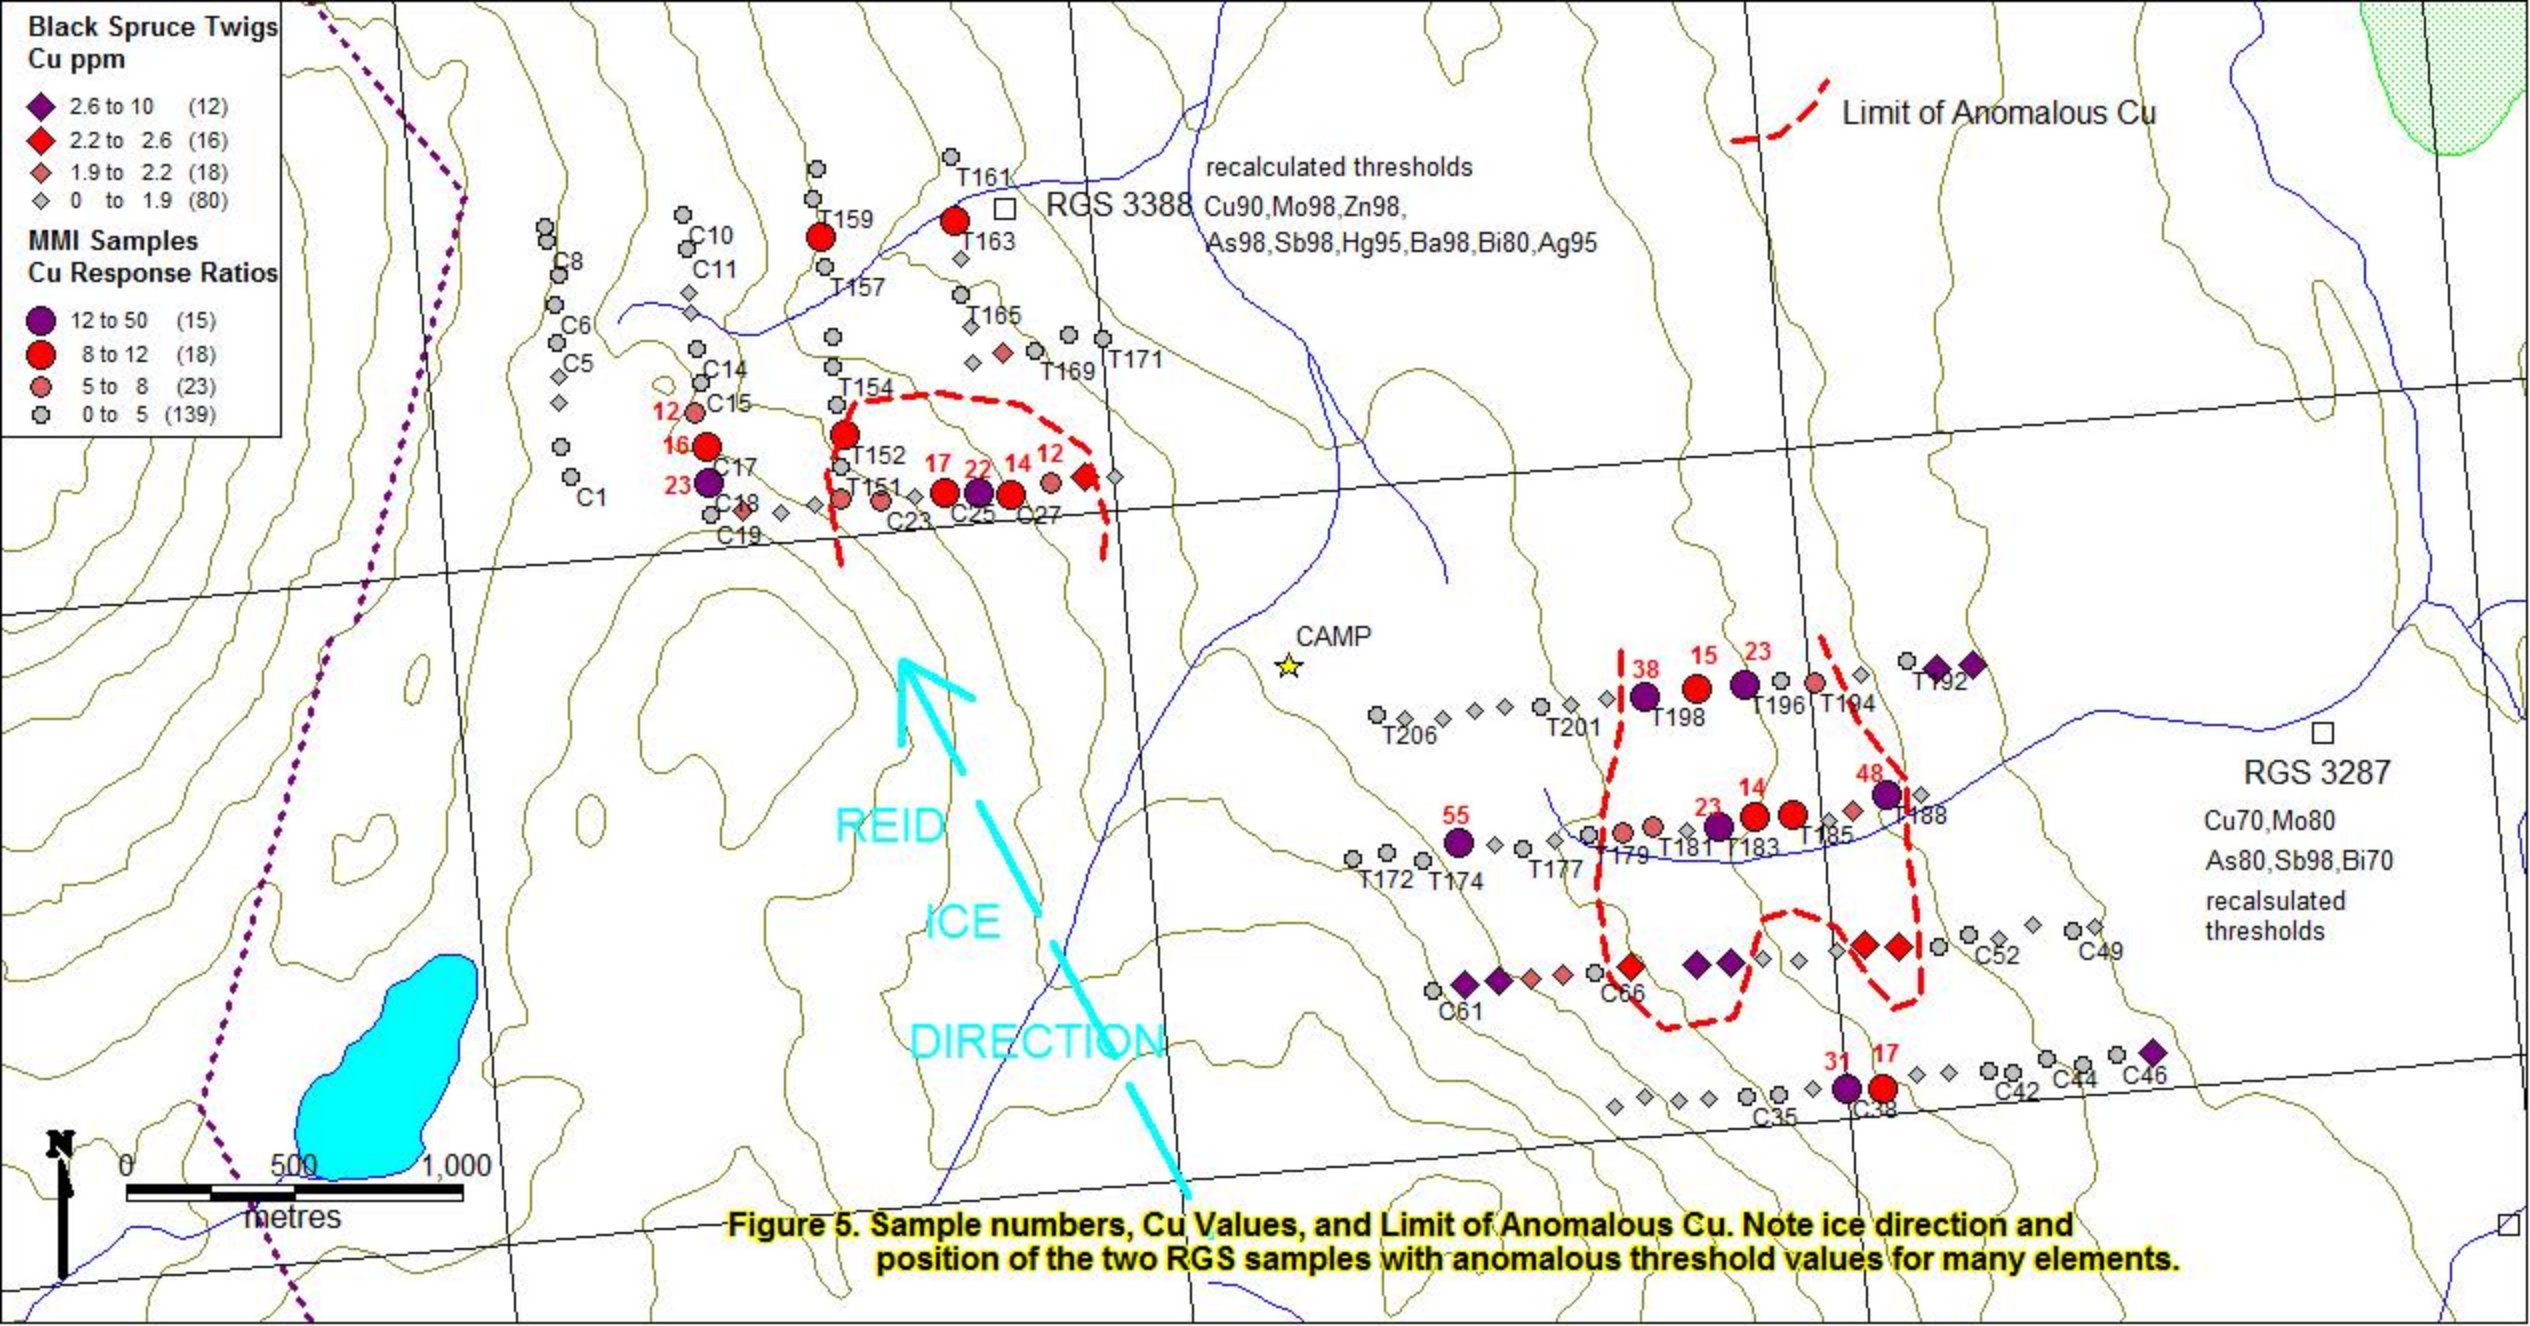 Black Spruce Twigs
Cu ppm
2.6 to 10 (12)
2.2 to 2.6 (16)
1.9 to 2.2 (18)
0 to 1.9 (80)
MMI Samples
Cu Response Ratios
12 to 50 (15)
8 to 12 (18)
5 to 8 (23)
0 to 5 (139)
Limit of Anomalous Cu
recalculated thresholds
RGS 3388 Cu90,Mo98,Zn98,
As98,Sb98,Hg95,Ba98,Bi80,Ag95
T161
T159
T163
C10
C8
C11
T157
C6
T165
C5
C14
T169
T171
T154
12
C15
16
T152
17
22
14
12
C17
23
T151
C1
C18
C23
C25
C27
C19
CAMP
38
15
23
T192
T206
T201
T198
T196
T194
RGS 3287
Cu70,Mo80
As80,Sb98,Bi70
recalsulated
thresholds
55
23
14
48
T172
T174
T177
T179
T181
T183
T185
T188
REID
ICE
DIRECTION
C61
C66
C52
C49
31
17
C35
C38
C42
C44
C46
N
0 500 1,000
metres
Figure 5. Sample numbers, Cu Values, and Limit of Anomalous Cu. Note ice direction and
position of the two RGS samples with anomalous threshold values for many elements.